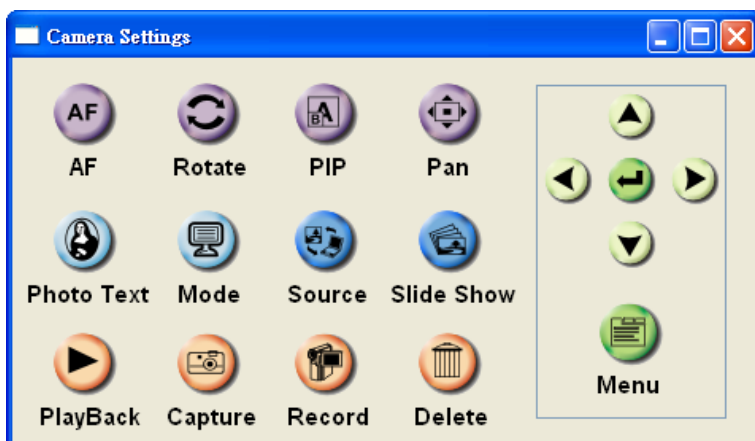 Camera Settings
AF
AF Rotate PIP Pan
Photo Text Mode Source Slide Show
Menu
PlayBack Capture Record Delete